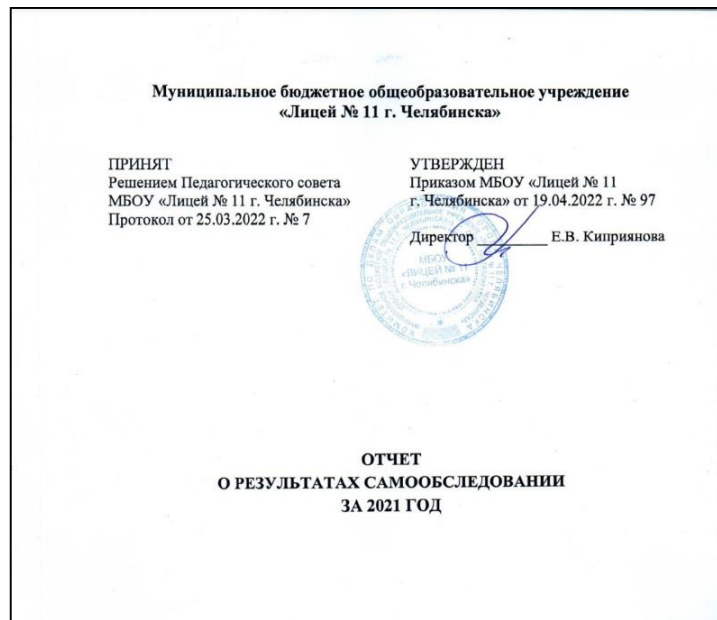 Муниципальное бюджетное общеобразовательное учреждение
«Лицей № 11 г. Челябинска»
ПРИНЯТ
Решением Педагогического совета
МБОУ «Лицей № 11 г. Челябинска»
Протокол от 25.03.2022 г. № 7
УТВЕРЖДЕН
Приказом МБОУ «Лицей № 11
г. Челябинска» от 19.04.2022 г. № 97
Директор __________ Е.В. Киприянова
МБОУ
«ЛИЦЕЙ № 11
г. Челябинска»
ОТЧЕТ
О РЕЗУЛЬТАТАХ САМООБСЛЕДОВАНИИ
ЗА 2021 ГОД